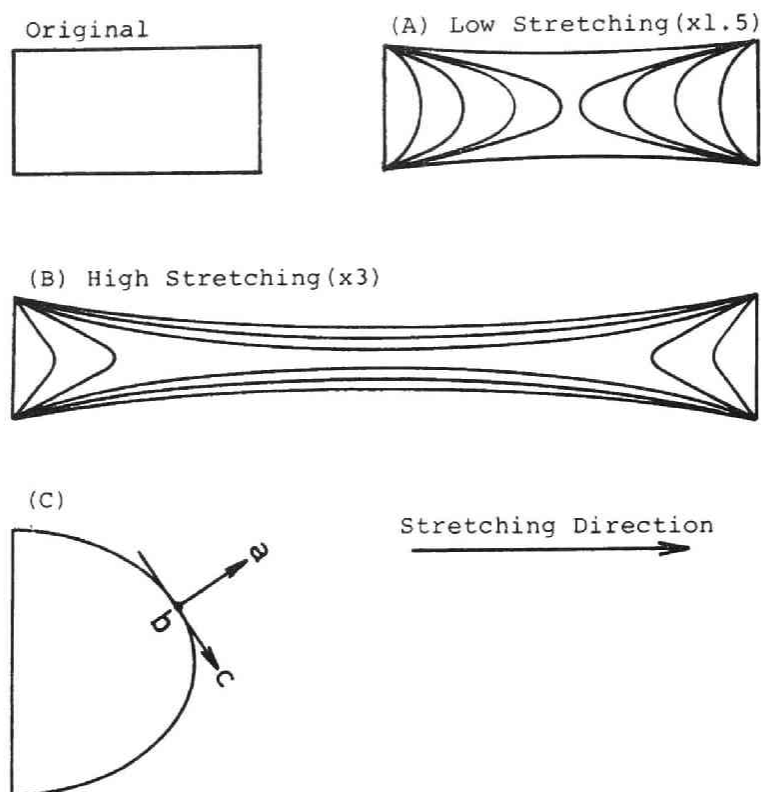 Original
(A) Low Stretching(x1.5)
(B) High Stretching(x3)
(C)
Stretching Direction
a
b
c